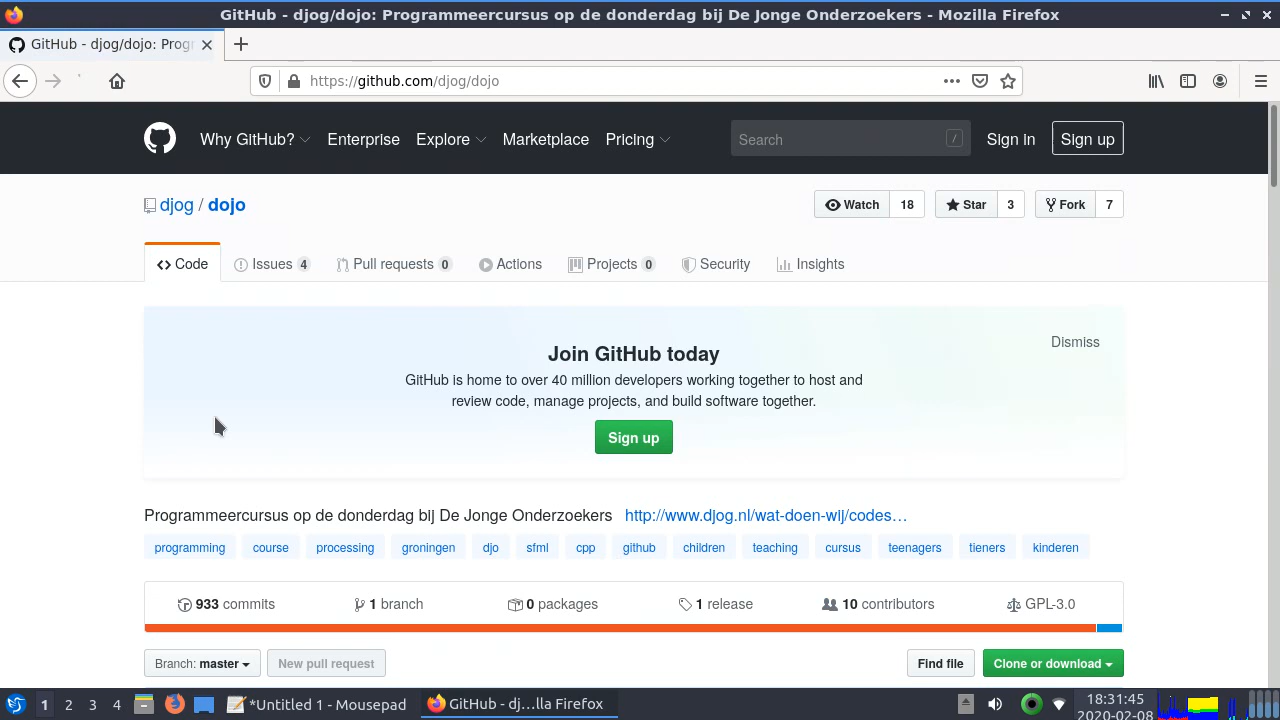 GitHub - djog/dojo: Programmeercursus op de donderdag bij De Jonge Onderzoekers - Mozilla Firefox
GitHub - djog/dojo: Prog
https://github.com/djog/dojo
Why GitHub? Enterprise Explore Marketplace Pricing Search / Sign in Sign up
djog / dojo Watch 18 Star 3 Fork 7
Code Issues 4 Pull requests 0 Actions Projects 0 Security Insights
Dismiss
Join GitHub today
GitHub is home to over 40 million developers working together to host and
review code, manage projects, and build software together.
Sign up
Programmeercursus op de donderdag bij De Jonge Onderzoekers http://www.djog.nl/wat-doen-wij/codes…
programming course processing groningen djo sfml cpp github children teaching cursus teenagers tieners kinderen
933 commits 1 branch 0 packages 1 release 10 contributors GPL-3.0
Branch: master New pull request Find file Clone or download
1 2 3 4 *Untitled 1 - Mousepad GitHub - dj…lla Firefox 18:31:45
2020-02-08